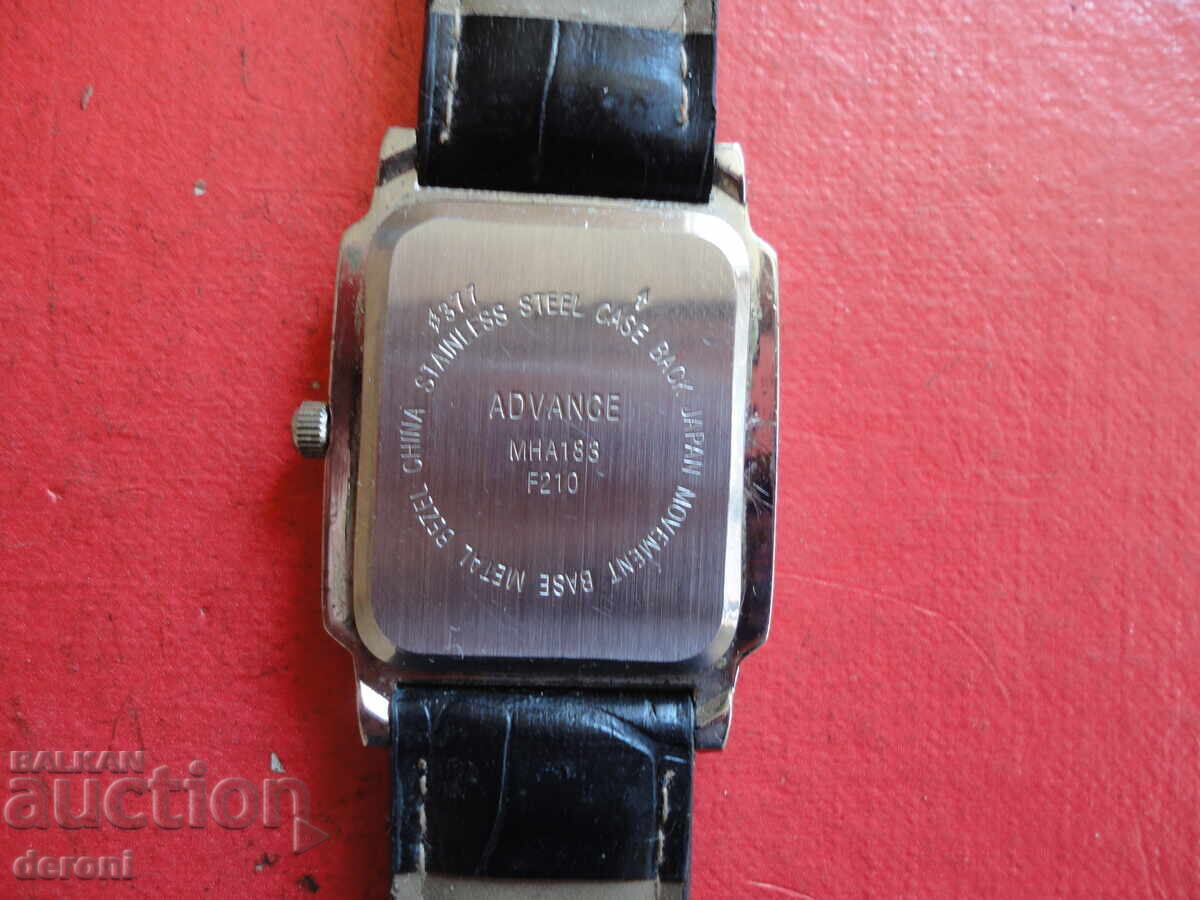 #377
STAINLESS STEEL CASE BACK JAPAN MOVEMENT BASE METAL BEZEL CHINA
ADVANCE
MHA183
F210
BALKAN
auction
deroni